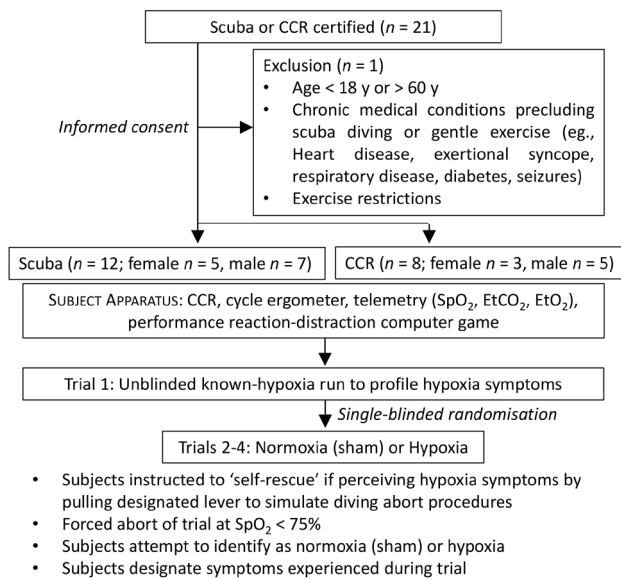 Scuba or CCR certified (n = 21)
Exclusion (n = 1)
• Age < 18 y or > 60 y
• Chronic medical conditions precluding
scuba diving or gentle exercise (eg.,
Heart disease, exertional syncope,
respiratory disease, diabetes, seizures)
• Exercise restrictions
Informed consent
Scuba (n = 12; female n = 5, male n = 7)
CCR (n = 8; female n = 3, male n = 5)
SUBJECT APPARATUS: CCR, cycle ergometer, telemetry (SpO₂, EtCO₂, EtO₂),
performance reaction-distraction computer game
Trial 1: Unblinded known-hypoxia run to profile hypoxia symptoms
Single-blinded randomisation
Trials 2-4: Normoxia (sham) or Hypoxia
• Subjects instructed to ‘self-rescue’ if perceiving hypoxia symptoms by
pulling designated lever to simulate diving abort procedures
• Forced abort of trial at SpO₂ < 75%
• Subjects attempt to identify as normoxia (sham) or hypoxia
• Subjects designate symptoms experienced during trial